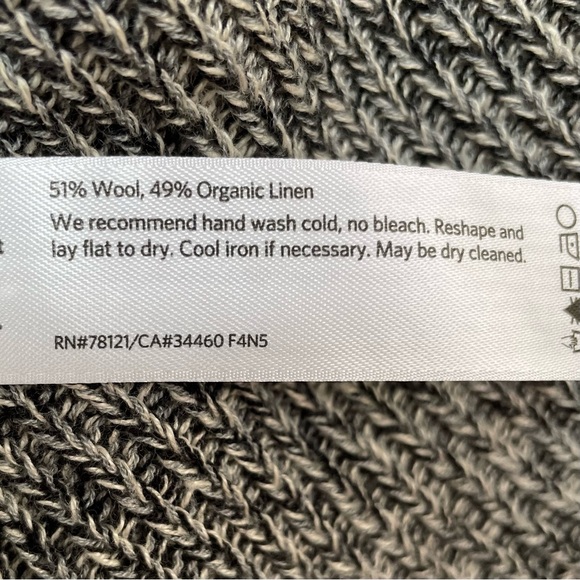 51% Wool, 49% Organic Linen
We recommend hand wash cold, no bleach. Reshape and
lay flat to dry. Cool iron if necessary. May be dry cleaned.
RN#78121/CA#34460 F4N5